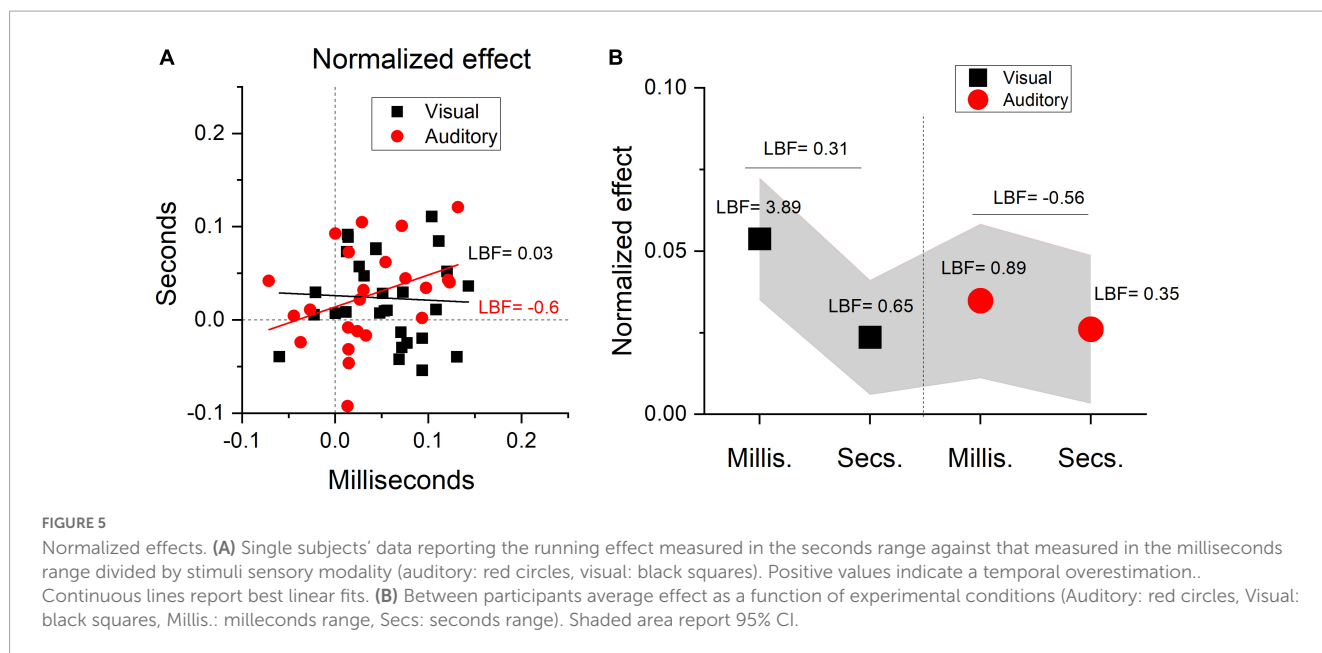 A
Normalized effect
Visual
Auditory
0.2
0.1
0.0
-0.1
Seconds
LBF= 0.03
LBF= -0.6
-0.1
0.0
0.1
0.2
Milliseconds
B
Visual
Auditory
0.10
0.05
0.00
Normalized effect
LBF= 0.31
LBF= 3.89
LBF= 0.65
LBF= -0.56
LBF= 0.89
LBF= 0.35
Millis.
Secs.
Millis.
Secs.
FIGURE 5
Normalized effects. (A) Single subjects’ data reporting the running effect measured in the seconds range against that measured in the milliseconds
range divided by stimuli sensory modality (auditory: red circles, visual: black squares). Positive values indicate a temporal overestimation..
Continuous lines report best linear fits. (B) Between participants average effect as a function of experimental conditions (Auditory: red circles, Visual:
black squares, Millis.: milleconds range, Secs: seconds range). Shaded area report 95% CI.